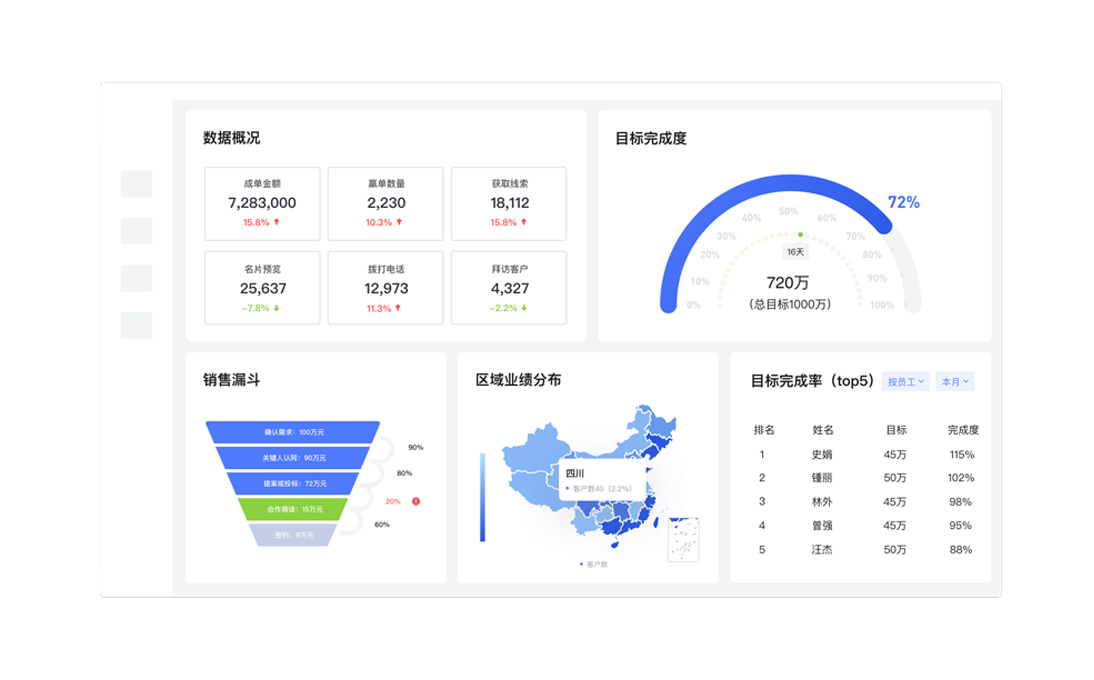 数据概况
成单金额
7,283,000
15.8%
赢单数量
2,230
10.3%
获取线索
18,112
15.8%
名片预览
25,637
-7.8%
拨打电话
12,973
11.3%
拜访客户
4,327
-2.2%
目标完成度
72%
0%
10%
20%
30%
40%
50%
60%
70%
80%
90%
100%
16天
720万
(总目标1000万)
销售漏斗
确认需求：100万元
关键人认同：90万元
提案或投标：72万元
合作商谈：15万元
签约：9万元
90%
80%
20%
60%
区域业绩分布
四川
客户数40（2.2%）
客户数
目标完成率（top5） 按员工 本月
排名 姓名 目标 完成度
1 史娟 45万 115%
2 锺丽 50万 102%
3 林外 45万 98%
4 曾强 45万 95%
5 汪杰 50万 88%